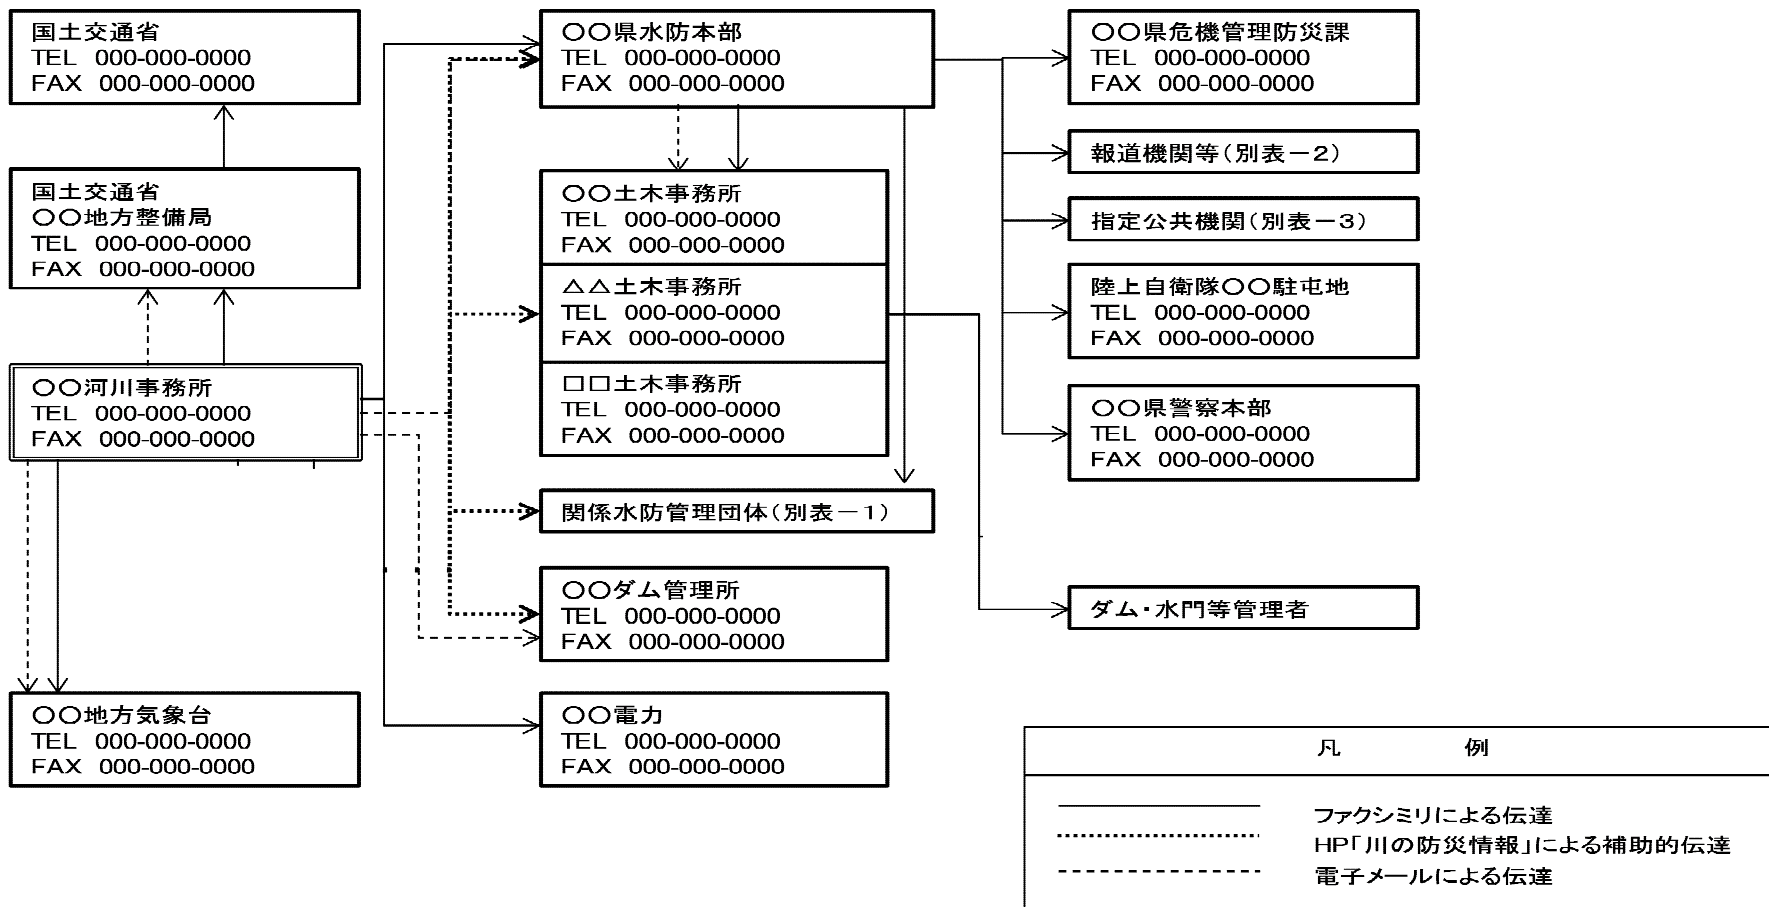 国土交通省
TEL 000-000-0000
FAX 000-000-0000
国土交通省
〇〇地方整備局
TEL 000-000-0000
FAX 000-000-0000
〇〇河川事務所
TEL 000-000-0000
FAX 000-000-0000
〇〇地方気象台
TEL 000-000-0000
FAX 000-000-0000
〇〇県水防本部
TEL 000-000-0000
FAX 000-000-0000
〇〇土木事務所
TEL 000-000-0000
FAX 000-000-0000
△△土木事務所
TEL 000-000-0000
FAX 000-000-0000
□□土木事務所
TEL 000-000-0000
FAX 000-000-0000
関係水防管理団体(別表－1)
〇〇ダム管理所
TEL 000-000-0000
FAX 000-000-0000
〇〇電力
TEL 000-000-0000
FAX 000-000-0000
〇〇県危機管理防災課
TEL 000-000-0000
FAX 000-000-0000
報道機関等(別表－2)
指定公共機関(別表－3)
陸上自衛隊〇〇駐屯地
TEL 000-000-0000
FAX 000-000-0000
〇〇県警察本部
TEL 000-000-0000
FAX 000-000-0000
ダム・水門等管理者
凡 例
ファクシミリによる伝達
HP「川の防災情報」による補助的伝達
電子メールによる伝達